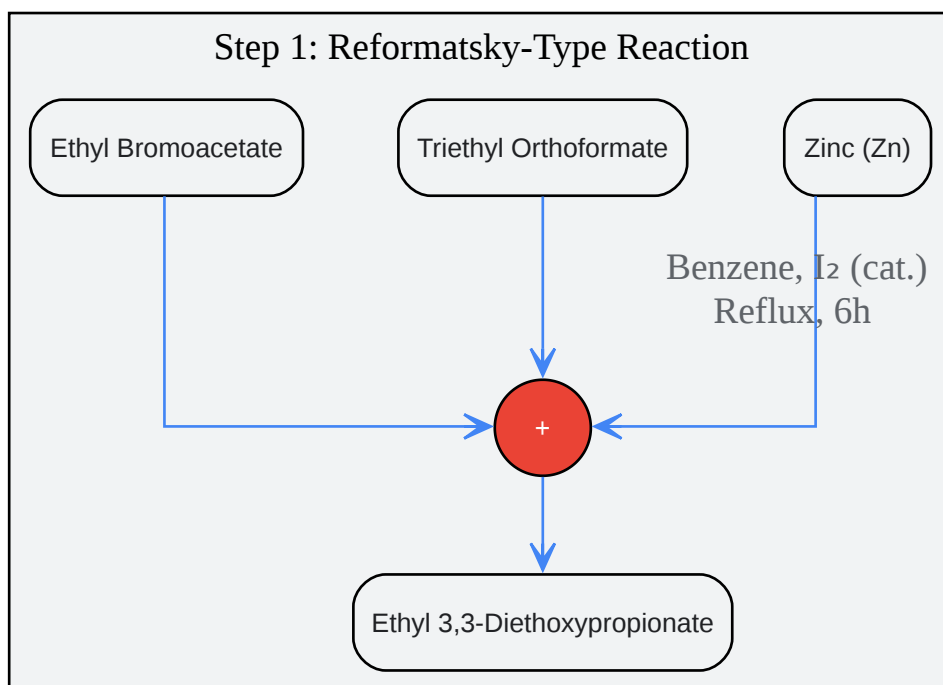 Step 1: Reformatsky-Type Reaction
Ethyl Bromoacetate
Triethyl Orthoformate
Zinc (Zn)
Benzene, I₂ (cat.)
Reflux, 6h
+
Ethyl 3,3-Diethoxypropionate